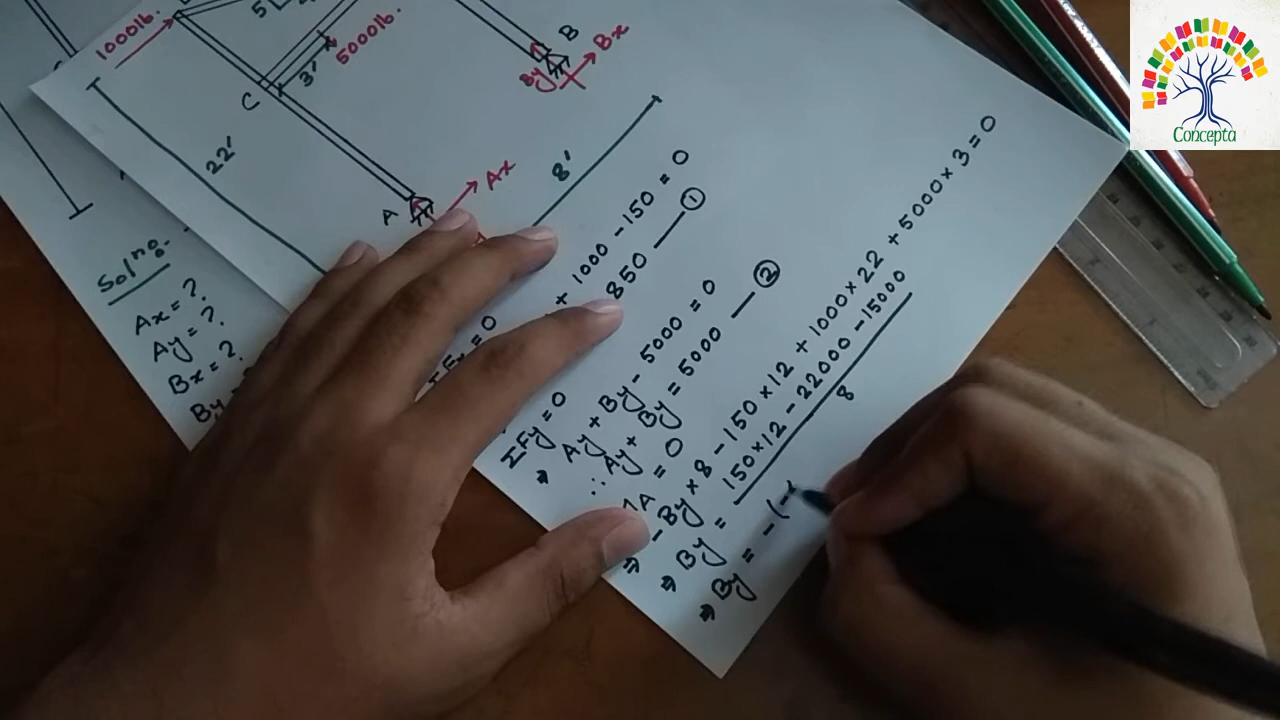 1000lb.
5
5000lb.
3'
C
22'
A
Ax
B
Bx
By
8'
Sol no.
Ax = ?
Ay = ?
Bx = ?
By
+ 1000 - 150 = 0
850 — ①
ΣFy = 0
⇒ Ay + By - 5000 = 0
∴ Ay + By = 5000 — ②
A = 0
⇒ - By × 8 - 150 × 12 + 1000 × 22 + 5000 × 3 = 0
⇒ By = 150 × 12 - 22000 - 15000
8
⇒ By = - (-
Concepta